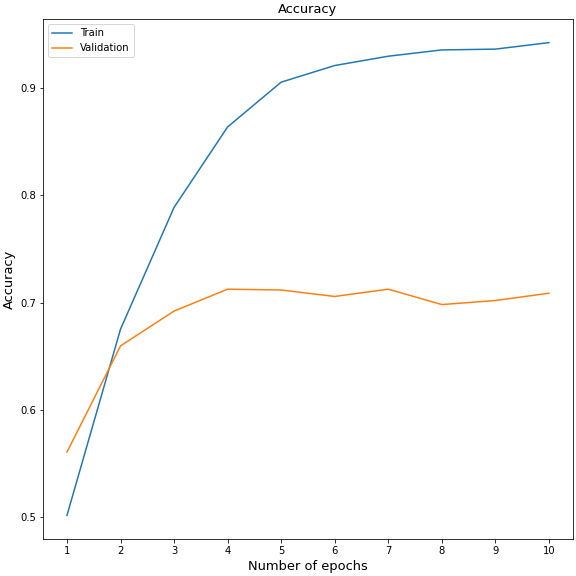 Accuracy
Train
Validation
Accuracy
0.9
0.8
0.7
0.6
0.5
1 2 3 4 5 6 7 8 9 10
Number of epochs